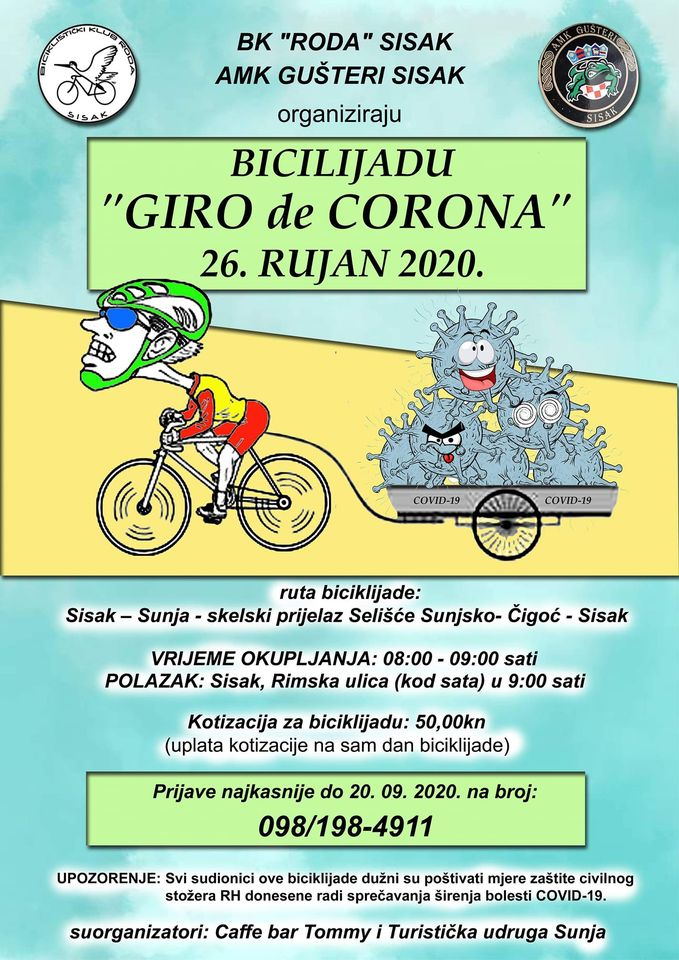 BICIKLISTIČKI KLUB RODA
SISAK
BK "RODA" SISAK
AMK GUŠTERI SISAK
organiziraju
AMK GUŠTERI
SISAK
BICILIJADU
"GIRO de CORONA"
26. RUJAN 2020.
COVID-19 COVID-19
ruta biciklijade:
Sisak – Sunja - skelski prijelaz Selišće Sunjsko- Čigoć - Sisak
VRIJEME OKUPLJANJA: 08:00 - 09:00 sati
POLAZAK: Sisak, Rimska ulica (kod sata) u 9:00 sati
Kotizacija za biciklijadu: 50,00kn
(uplata kotizacije na sam dan biciklijade)
Prijave najkasnije do 20. 09. 2020. na broj:
098/198-4911
UPOZORENJE: Svi sudionici ove biciklijade dužni su poštivati mjere zaštite civilnog
stožera RH donesene radi sprečavanja širenja bolesti COVID-19.
suorganizatori: Caffe bar Tommy i Turistička udruga Sunja